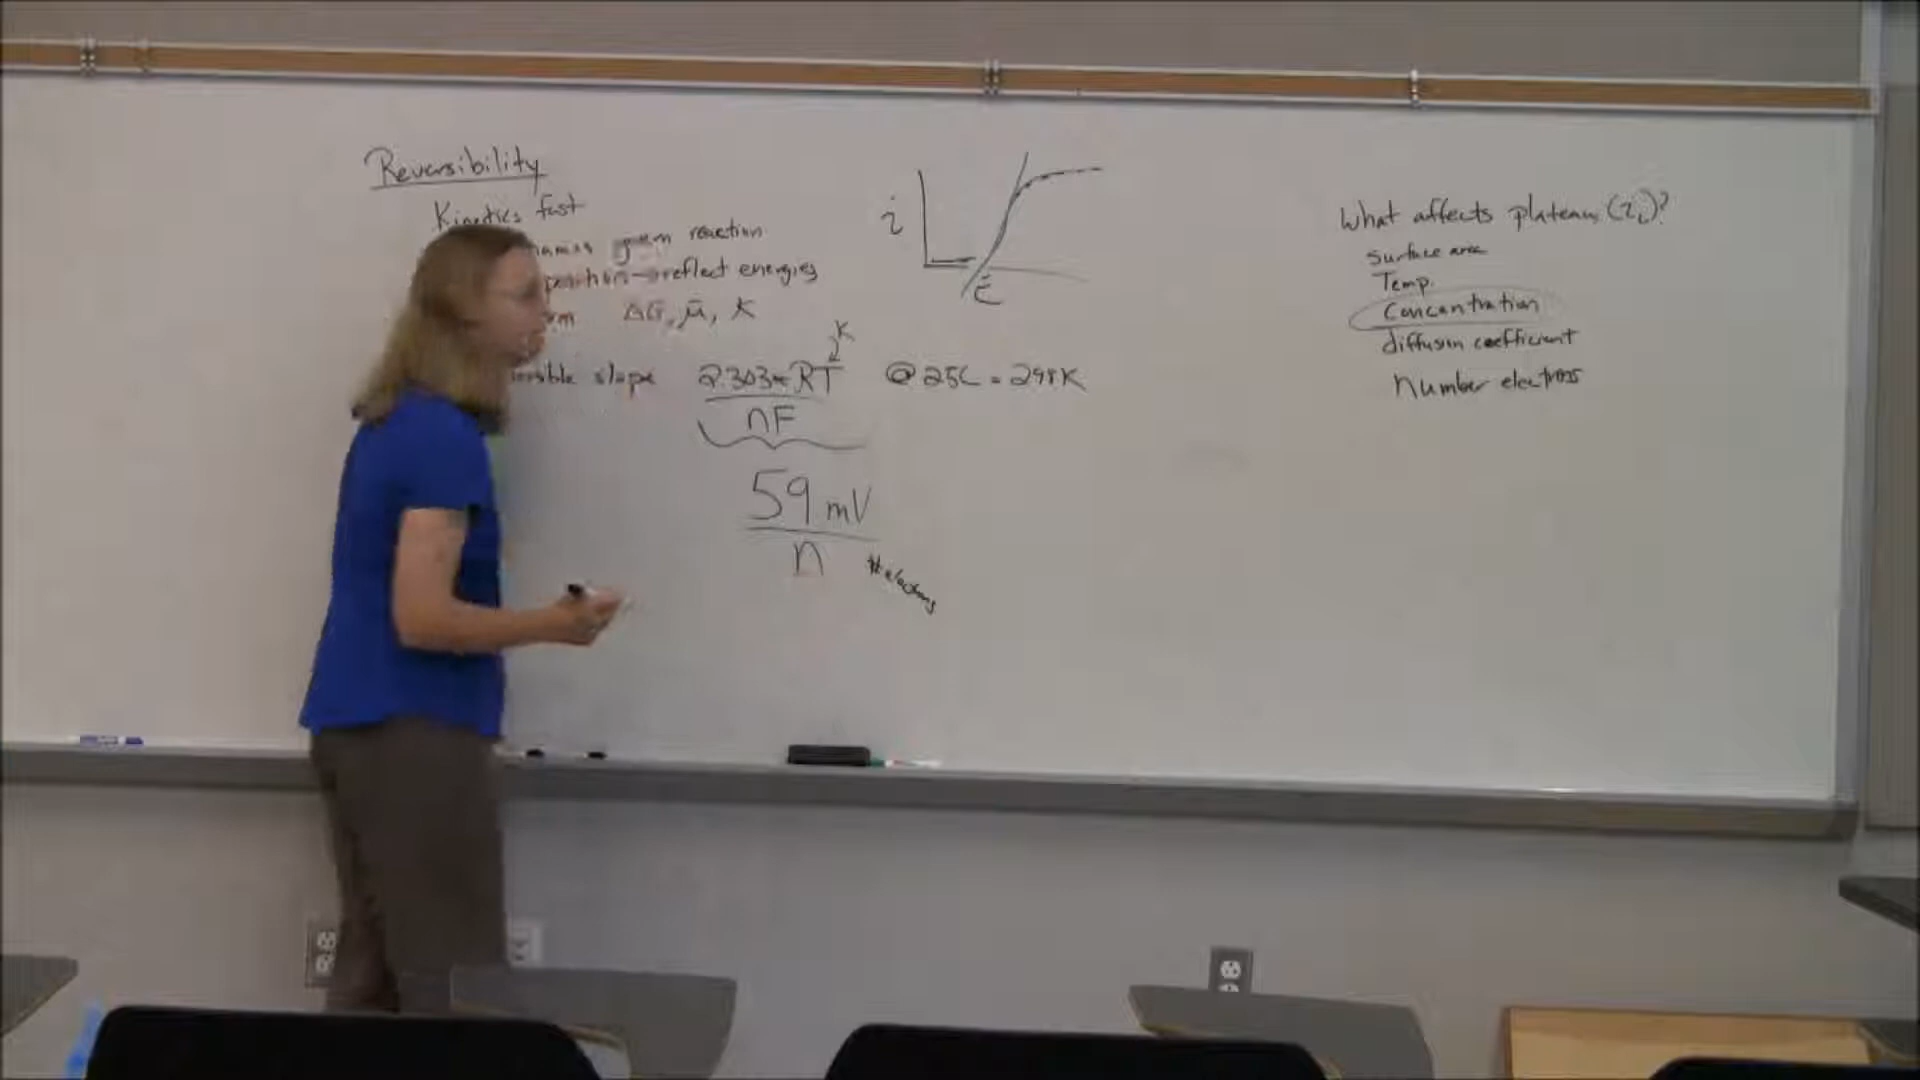 Reversibility
Kinetics fast
reaction
reflect energies
ΔG, μ̄, K
K
slope 2.303*RT @ 25C = 298K
nF
59 mV
n # electrons
i
E
What affects plateau (iL)?
Surface area
Temp.
Concentration
diffusion coefficient
Number electrons